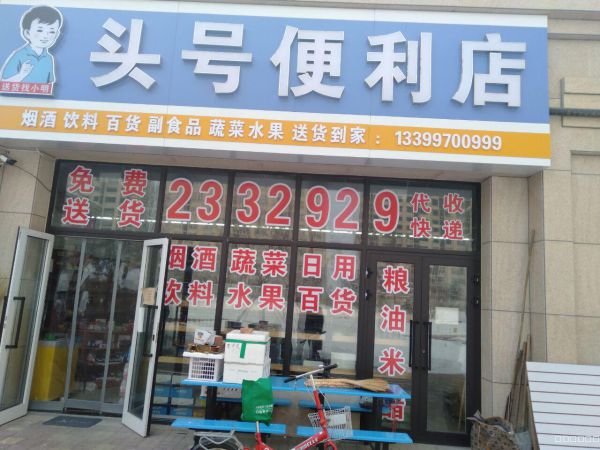 头号便利店
送货找小明
烟酒 饮料 百货 副食品 蔬菜水果 送货到家：13399700999
免费 2332929 代收
送货 快递
烟酒 蔬菜 日用
饮料 水果 百货
粮油米